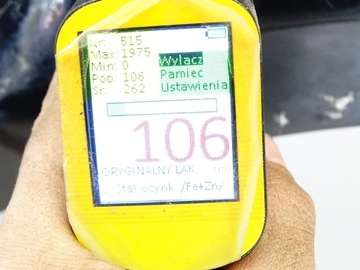 Nr: 515
Max: 1975
Min: 0
Pop: 106
Sr: 262
Wylacz
Pamiec
Ustawienia
106
ORYGINALNY LAK
Stal ocynk /Fe+Zn/